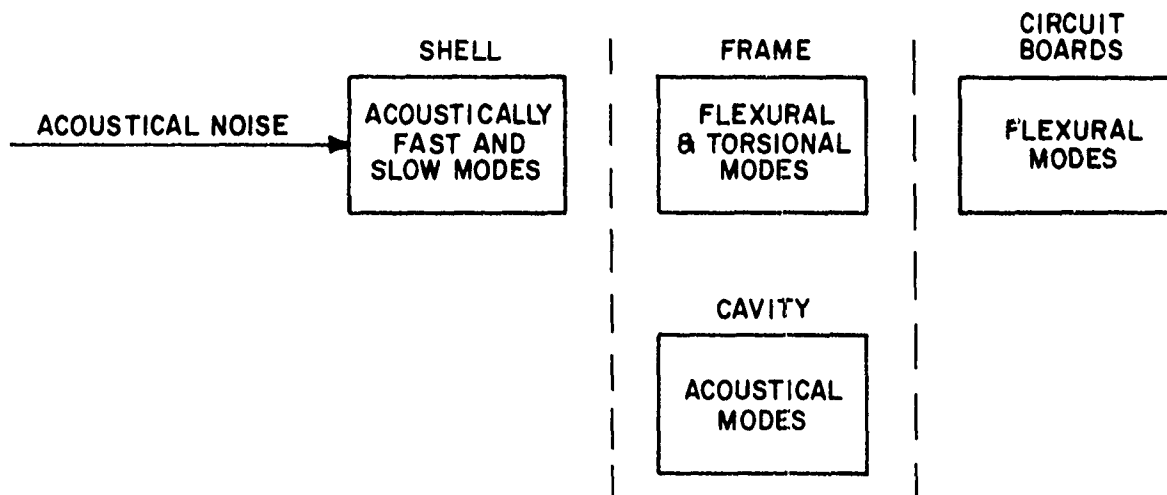 SHELL
FRAME
CIRCUIT
BOARDS
ACOUSTICAL NOISE
ACOUSTICALLY
FAST AND
SLOW MODES
FLEXURAL
& TORSIONAL
MODES
FLEXURAL
MODES
CAVITY
ACOUSTICAL
MODES